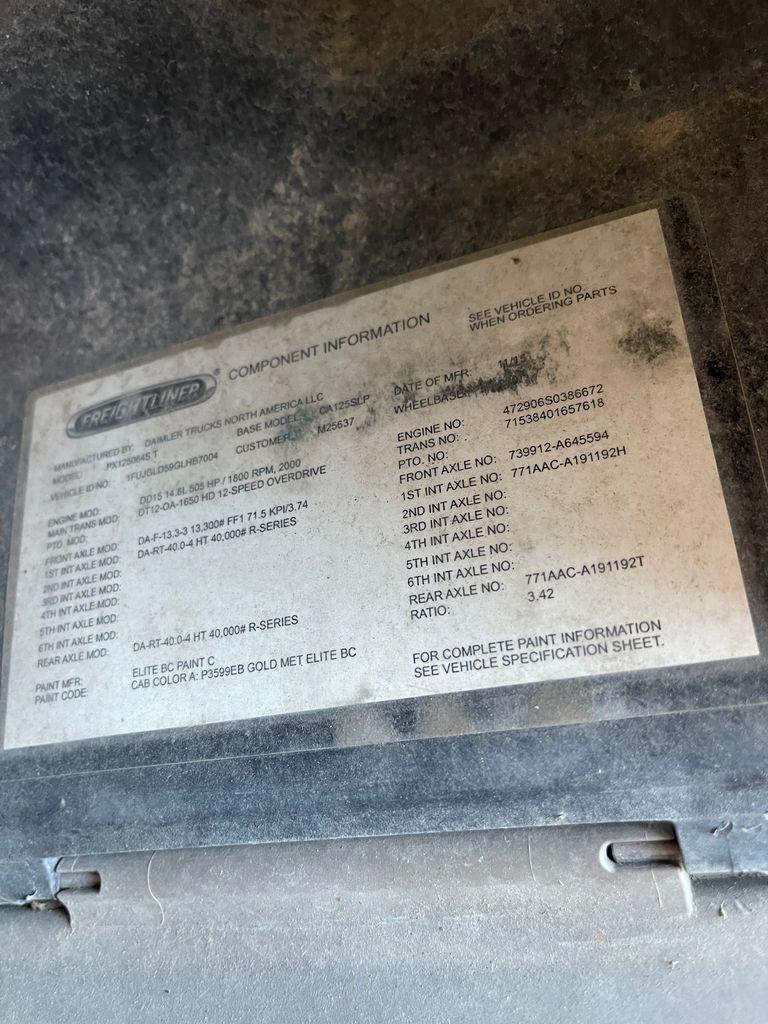 FREIGHTLINER®
COMPONENT INFORMATION
SEE VEHICLE ID NO.
WHEN ORDERING PARTS
MANUFACTURED BY: DAIMLER TRUCKS NORTH AMERICA LLC
MODEL: PX125064S T
BASE MODEL: CA125SLP
VEHICLE ID NO: 1FUJGLD59GLHB7004
CUSTOMER: M25637
DATE OF MFR: 11/15
WHEELBASE:
ENGINE MOD: DD15 14.8L 505 HP / 1800 RPM, 2000
MAIN TRANS MOD: DT12-OA-1650 HD 12-SPEED OVERDRIVE
PTO. MOD:
FRONT AXLE MOD: DA-F-13.3-3 13,300# FF1 71.5 KPI/3.74
1ST INT AXLE MOD: DA-RT-40.0-4 HT 40,000# R-SERIES
2ND INT AXLE MOD:
3RD INT AXLE MOD:
4TH INT AXLE MOD:
5TH INT AXLE MOD:
6TH INT AXLE MOD:
REAR AXLE MOD: DA-RT-40.0-4 HT 40,000# R-SERIES
PAINT MFR: ELITE BC PAINT C
PAINT CODE: CAB COLOR A: P3599EB GOLD MET ELITE BC
ENGINE NO: 472906S0386672
TRANS NO: 71538401657618
PTO. NO:
FRONT AXLE NO: 739912-A645594
1ST INT AXLE NO: 771AAC-A191192H
2ND INT AXLE NO:
3RD INT AXLE NO:
4TH INT AXLE NO:
5TH INT AXLE NO:
6TH INT AXLE NO:
REAR AXLE NO: 771AAC-A191192T
RATIO: 3.42
FOR COMPLETE PAINT INFORMATION
SEE VEHICLE SPECIFICATION SHEET.